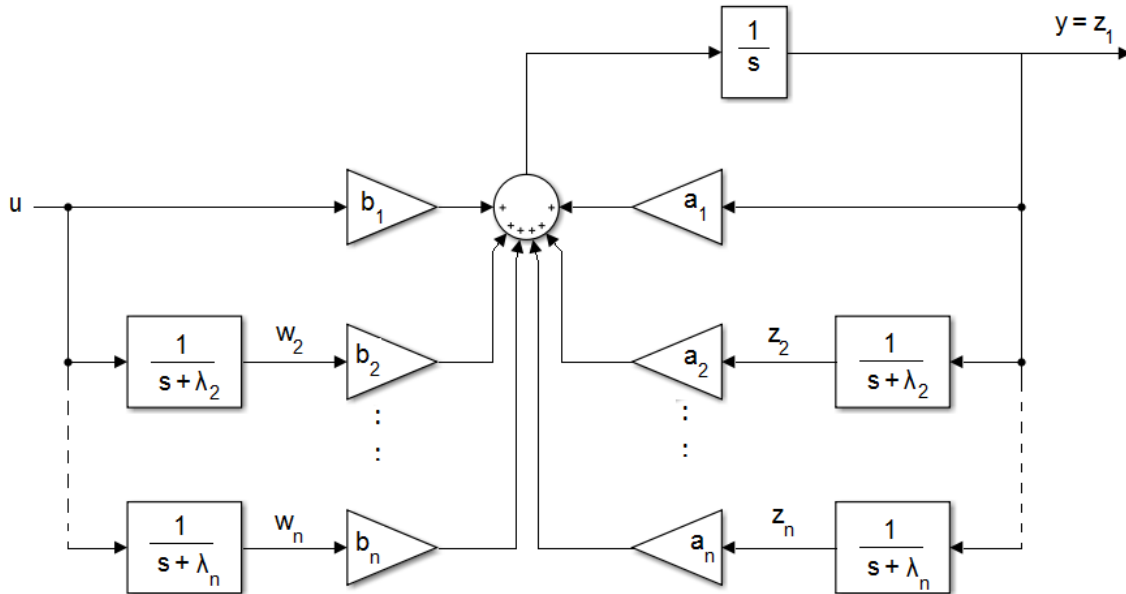 1
s
y = z₁
u
b₁
+ + + + + +
a₁
1
s + λ₂
w₂
b₂
a₂
z₂
1
s + λ₂
:
:
:
:
1
s + λₙ
wₙ
bₙ
aₙ
zₙ
1
s + λₙ